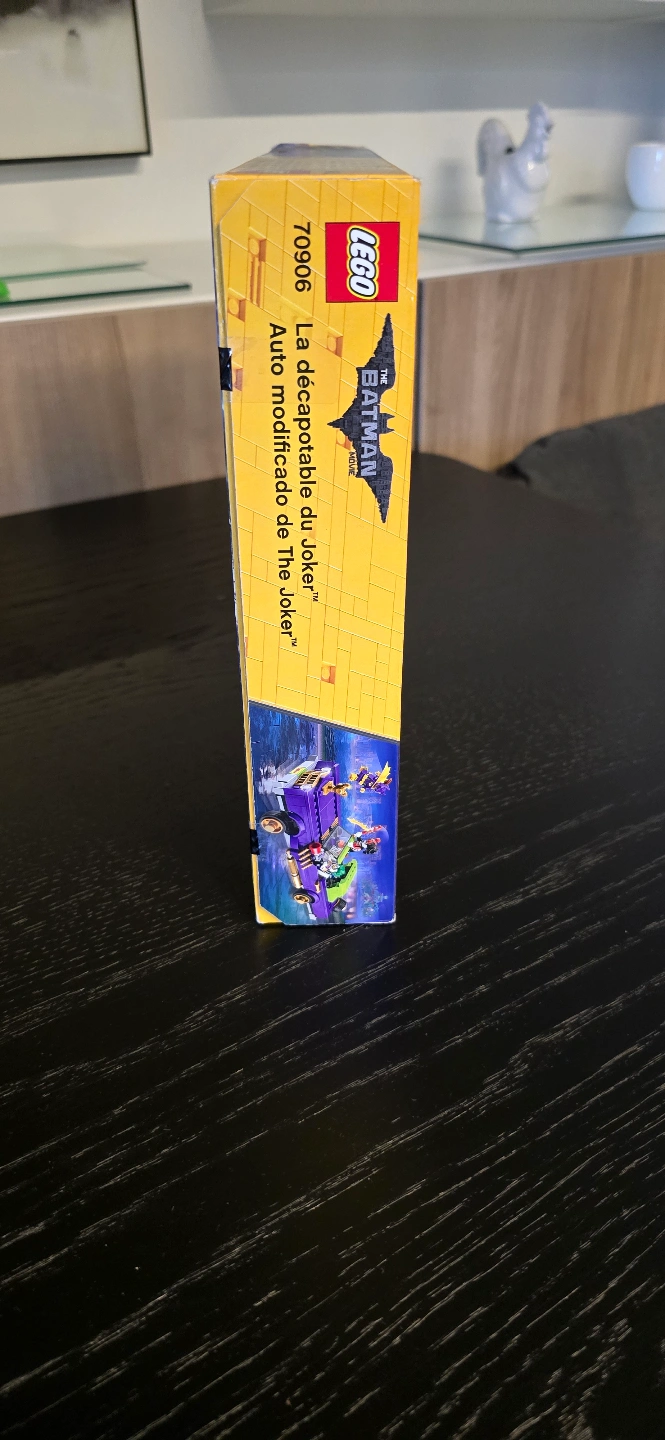 LEGO
THE
BATMAN
MOVIE
70906
La décapotable du Joker™
Auto modificado de The Joker™